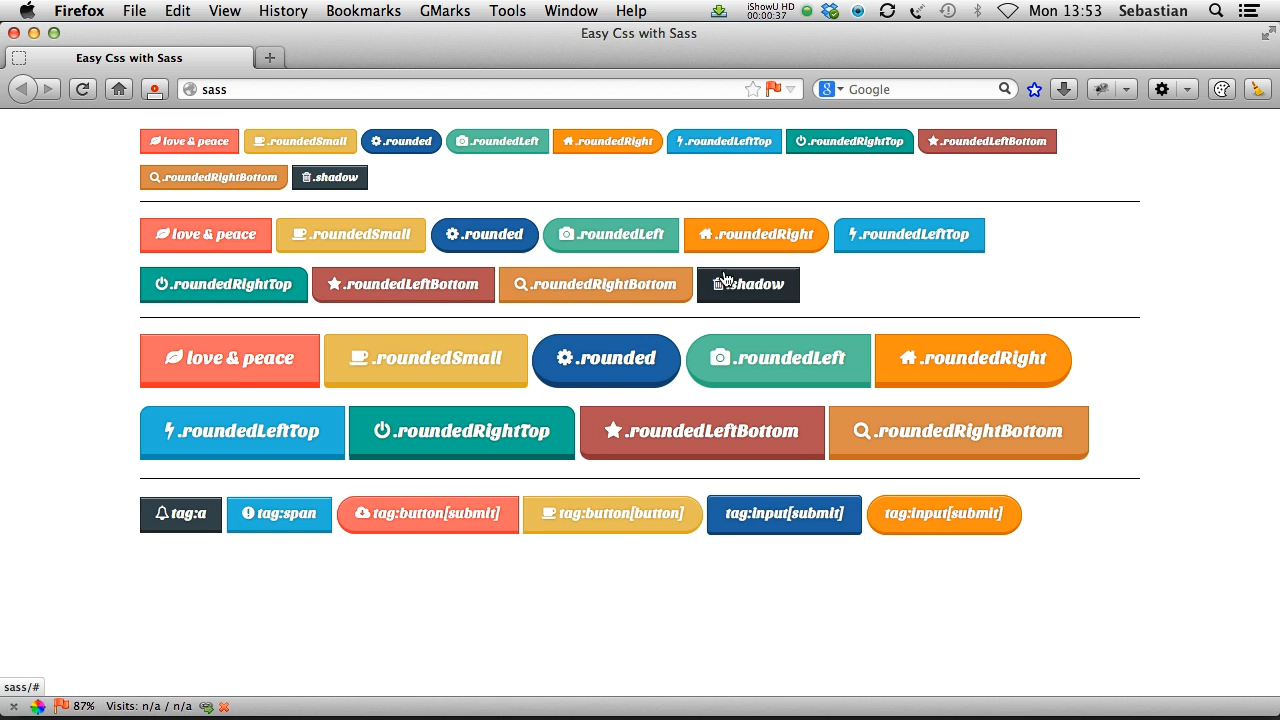 Firefox File Edit View History Bookmarks GMarks Tools Window Help iShowU HD 00:00:37 Mon 13:53 Sebastian
Easy Css with Sass
Easy Css with Sass
sass Google
love & peace .roundedSmall .rounded .roundedLeft .roundedRight .roundedLeftTop .roundedRightTop .roundedLeftBottom
.roundedRightBottom .shadow
love & peace .roundedSmall .rounded .roundedLeft .roundedRight .roundedLeftTop
.roundedRightTop .roundedLeftBottom .roundedRightBottom .shadow
love & peace .roundedSmall .rounded .roundedLeft .roundedRight
.roundedLeftTop .roundedRightTop .roundedLeftBottom .roundedRightBottom
tag:a tag:span tag:button[submit] tag:button[button] tag:input[submit] tag:input[submit]
sass/#
87% Visits: n/a / n/a